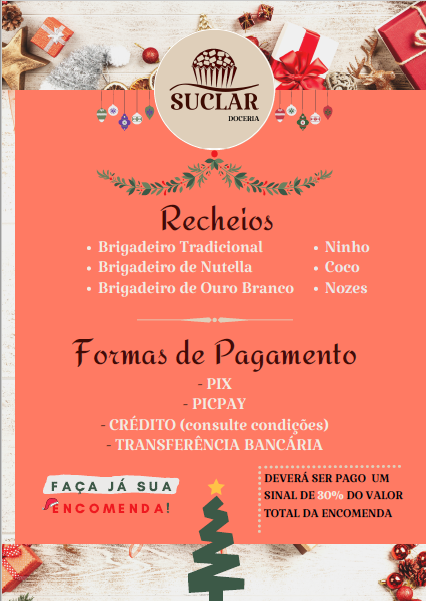 SUCLAR
DOCERIA
Recheios
• Brigadeiro Tradicional
• Brigadeiro de Nutella
• Brigadeiro de Ouro Branco
• Ninho
• Coco
• Nozes
Formas de Pagamento
- PIX
- PICPAY
- CRÉDITO (consulte condições)
- TRANSFERÊNCIA BANCÁRIA
FAÇA JÁ SUA
ENCOMENDA!
DEVERÁ SER PAGO UM
SINAL DE 30% DO VALOR
TOTAL DA ENCOMENDA